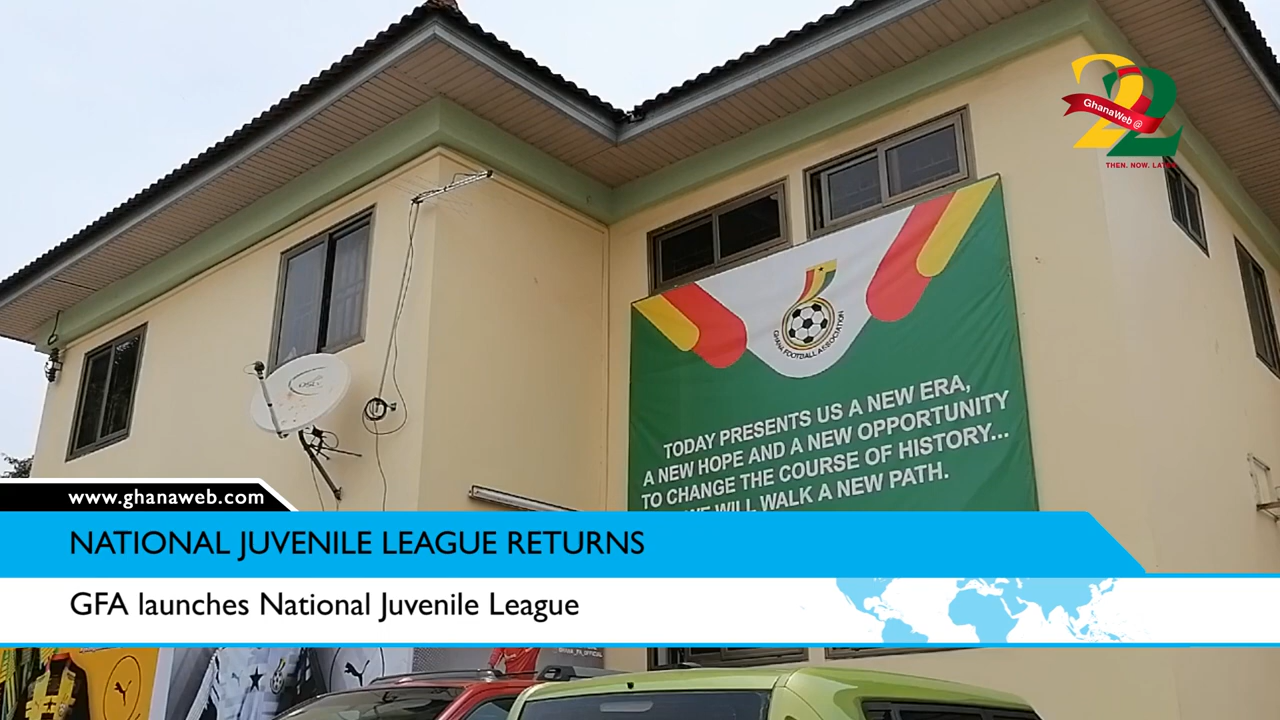 22
GhanaWeb @
THEN. NOW.
GHANA FOOTBALL ASSOCIATION
TODAY PRESENTS US A NEW ERA,
A NEW HOPE AND A NEW OPPORTUNITY
TO CHANGE THE COURSE OF HISTORY...
WE WILL WALK A NEW PATH.
www.ghanaweb.com
NATIONAL JUVENILE LEAGUE RETURNS
GFA launches National Juvenile League